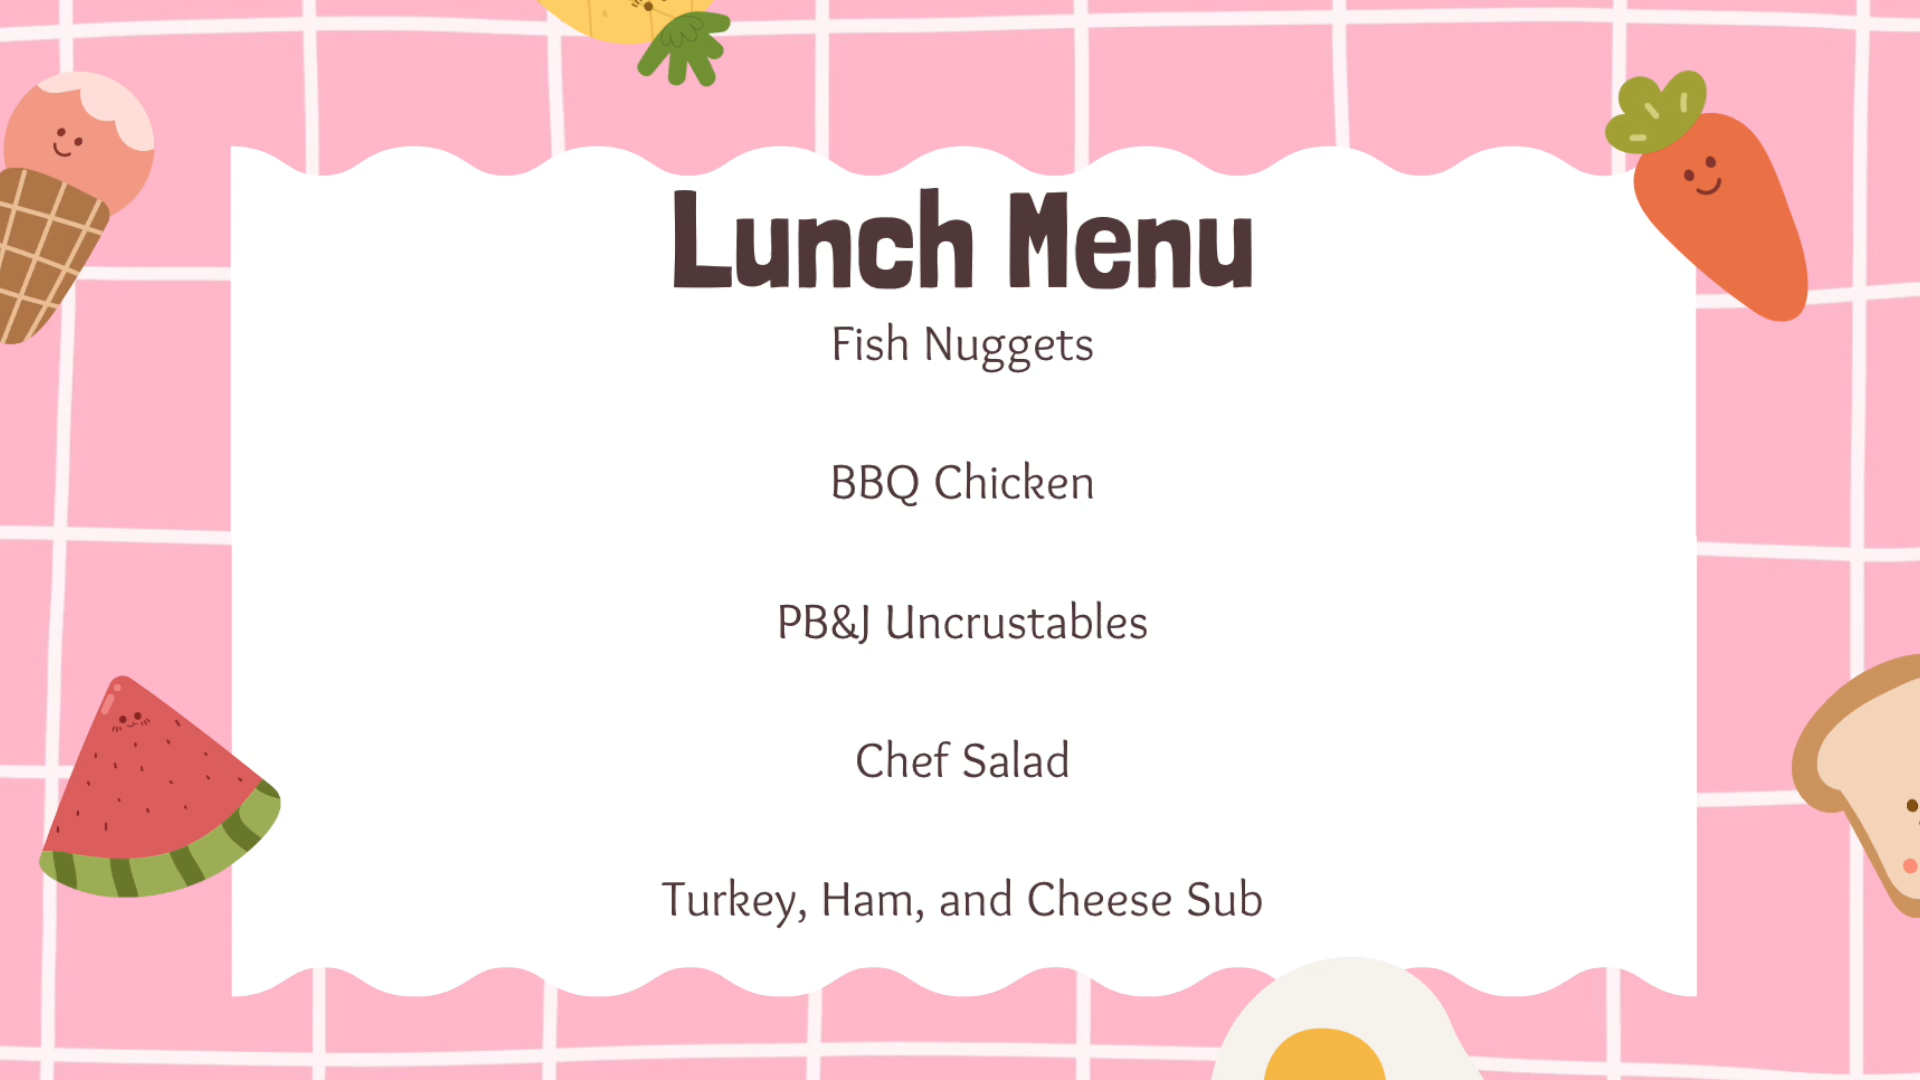 Lunch Menu
Fish Nuggets
BBQ Chicken
PB&J Uncrustables
Chef Salad
Turkey, Ham, and Cheese Sub